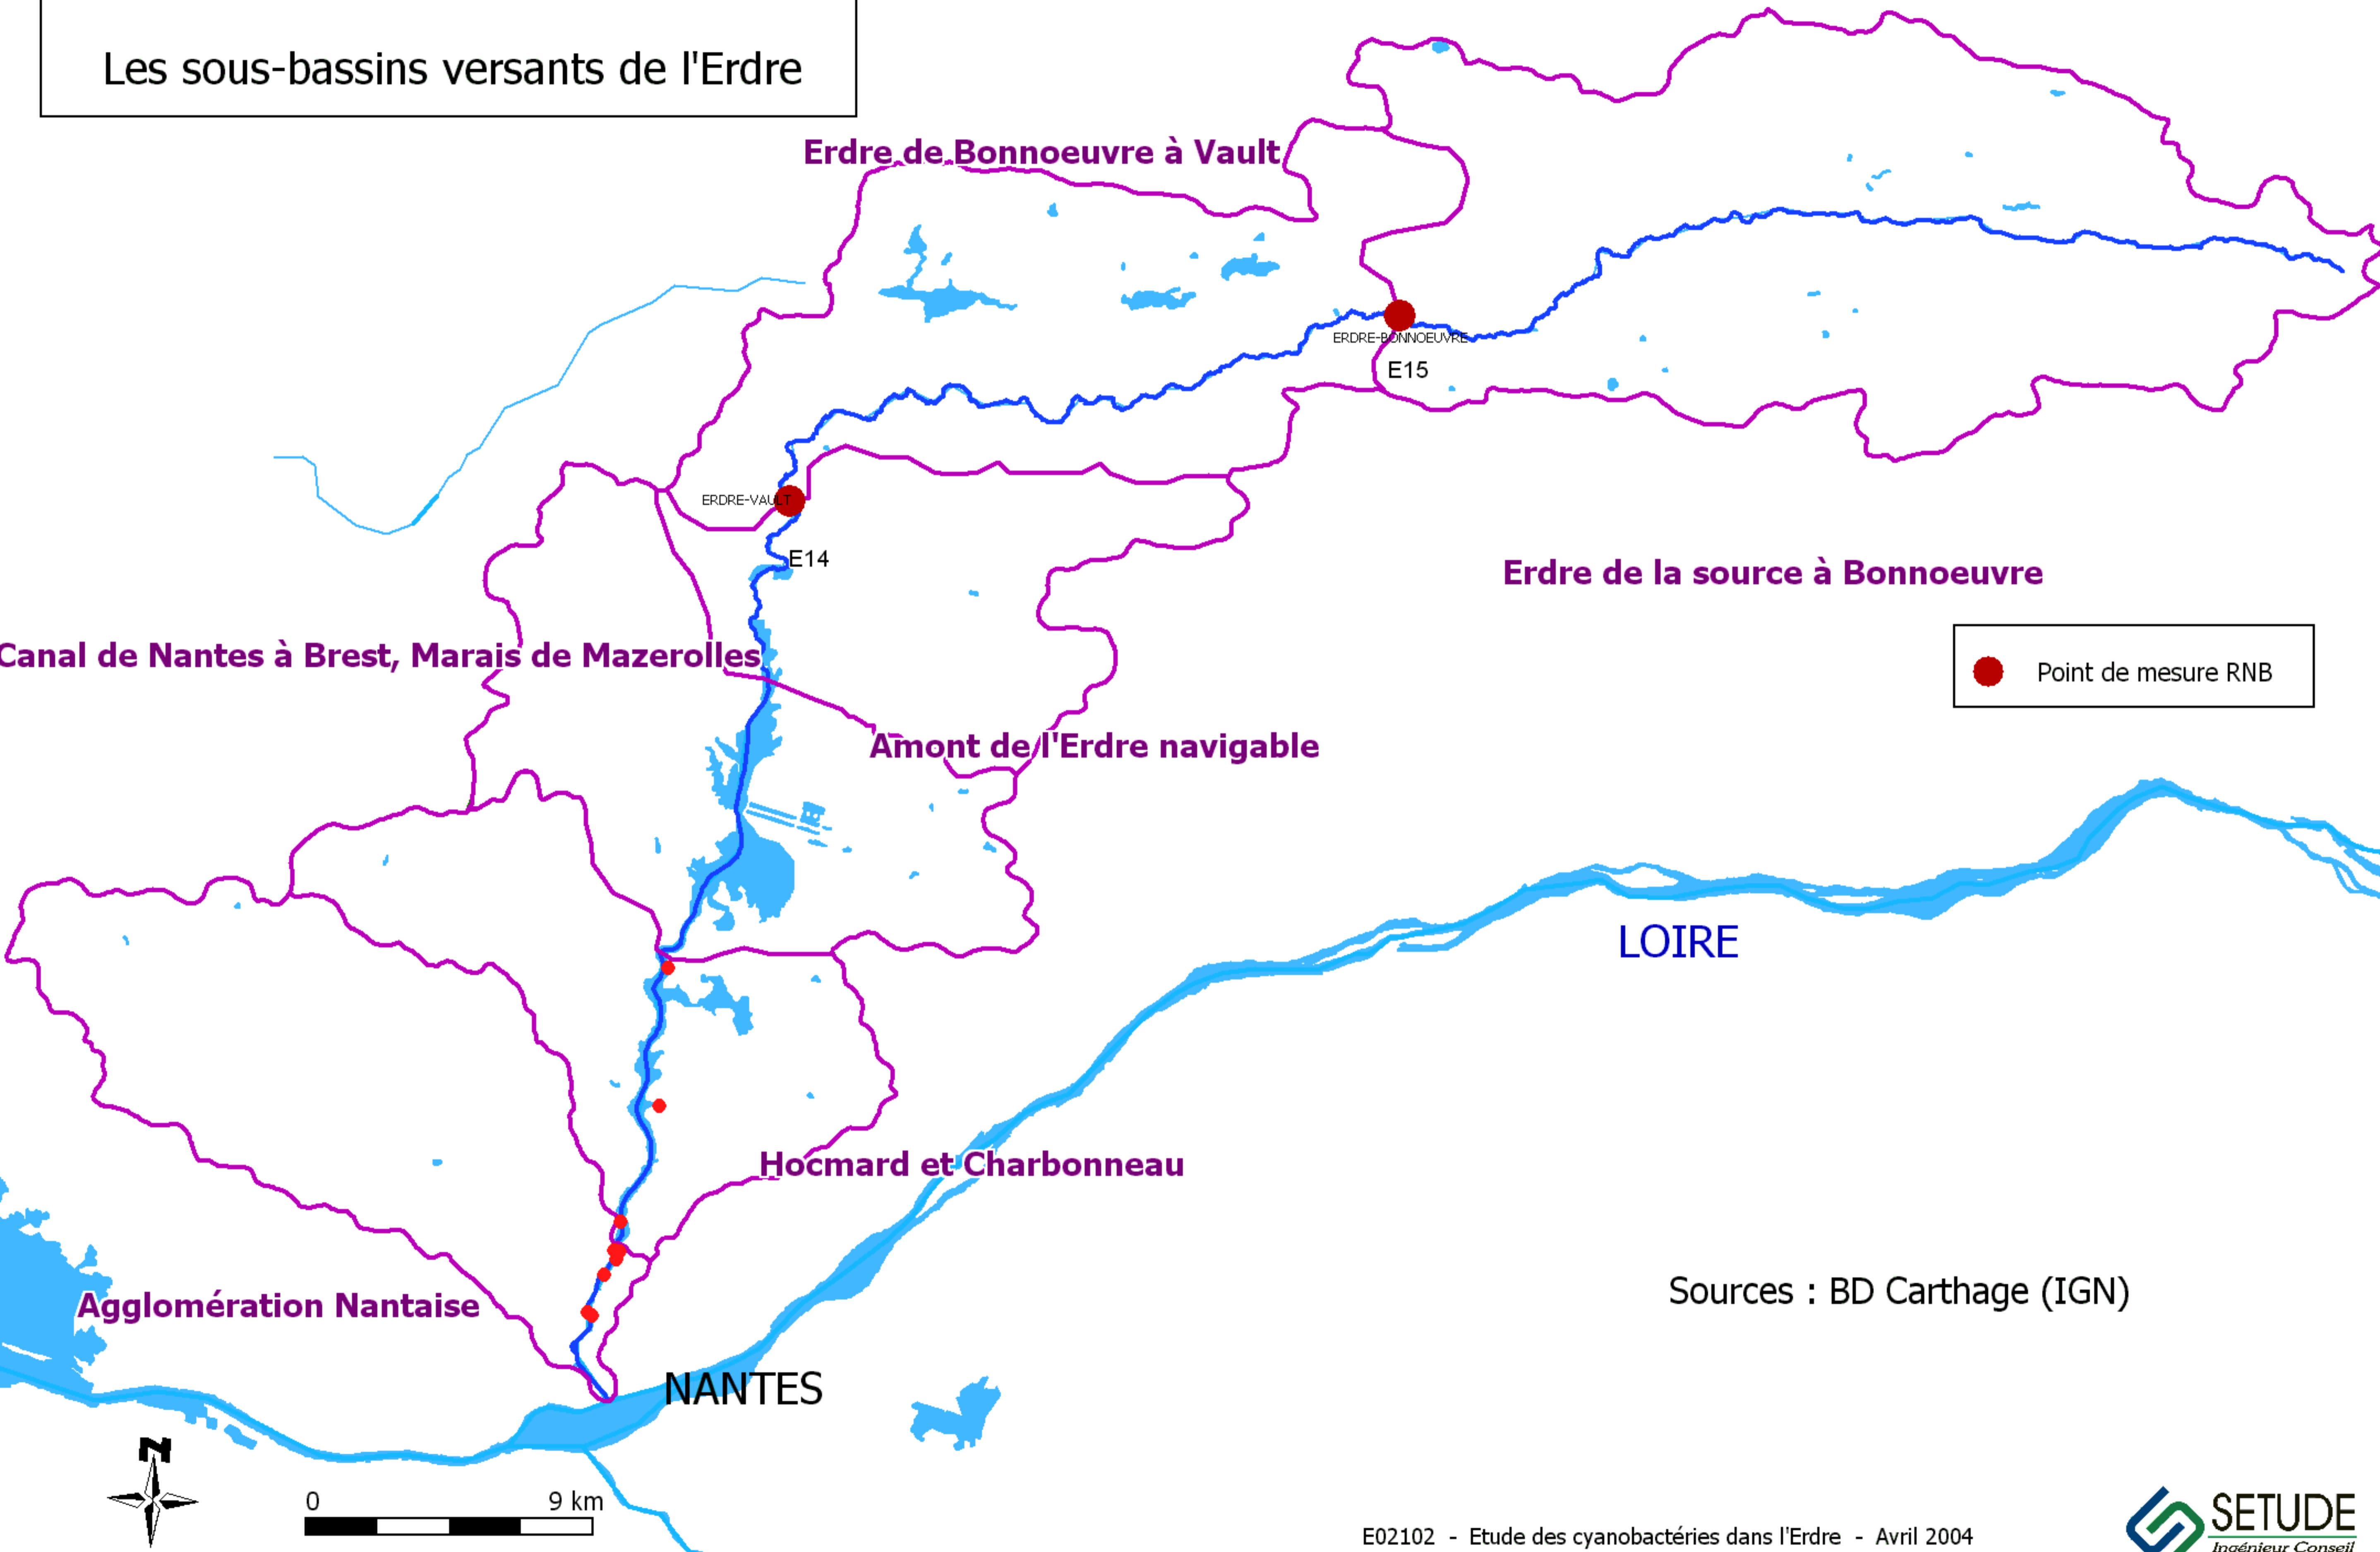 Les sous-bassins versants de l'Erdre
Erdre de Bonnoeuvre à Vault
ERDRE-BONNOEUVRE
E15
ERDRE-VAULT
E14
Erdre de la source à Bonnoeuvre
Canal de Nantes à Brest, Marais de Mazerolles
Point de mesure RNB
Amont de l'Erdre navigable
LOIRE
Hocmard et Charbonneau
Sources : BD Carthage (IGN)
Agglomération Nantaise
NANTES
N
0 9 km
E02102 - Etude des cyanobactéries dans l'Erdre - Avril 2004
SETUDE
Ingénieur Conseil